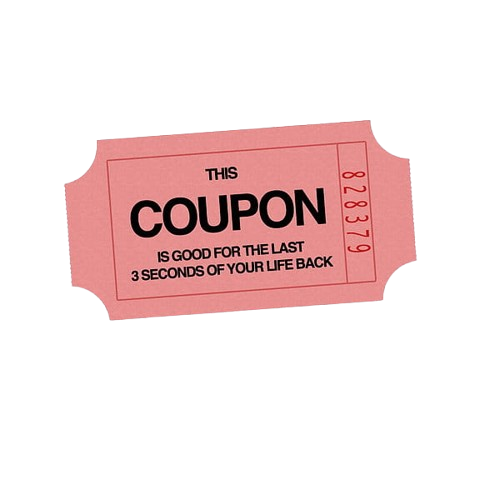 THIS
COUPON
IS GOOD FOR THE LAST
3 SECONDS OF YOUR LIFE BACK
828379